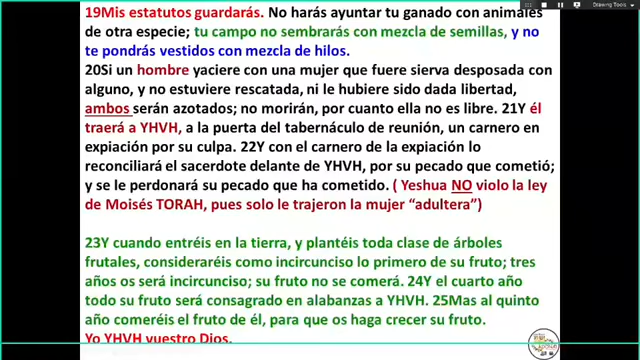 19Mis estatutos guardarás. No harás ayuntar tu ganado con animales
de otra especie; tu campo no sembrarás con mezcla de semillas, y no
te pondrás vestidos con mezcla de hilos.
20Si un hombre yaciere con una mujer que fuere sierva desposada con
alguno, y no estuviere rescatada, ni le hubiere sido dada libertad,
ambos serán azotados; no morirán, por cuanto ella no es libre. 21Y él
traerá a YHVH, a la puerta del tabernáculo de reunión, un carnero en
expiación por su culpa. 22Y con el carnero de la expiación lo
reconciliará el sacerdote delante de YHVH, por su pecado que cometió;
y se le perdonará su pecado que ha cometido. ( Yeshua NO violo la ley
de Moisés TORAH, pues solo le trajeron la mujer “adultera”)
23Y cuando entréis en la tierra, y plantéis toda clase de árboles
frutales, consideraréis como incircunciso lo primero de su fruto; tres
años os será incircunciso; su fruto no se comerá. 24Y el cuarto año
todo su fruto será consagrado en alabanzas a YHVH. 25Mas al quinto
año comeréis el fruto de él, para que os haga crecer su fruto.
Yo YHVH vuestro Dios.
Drawing Tools